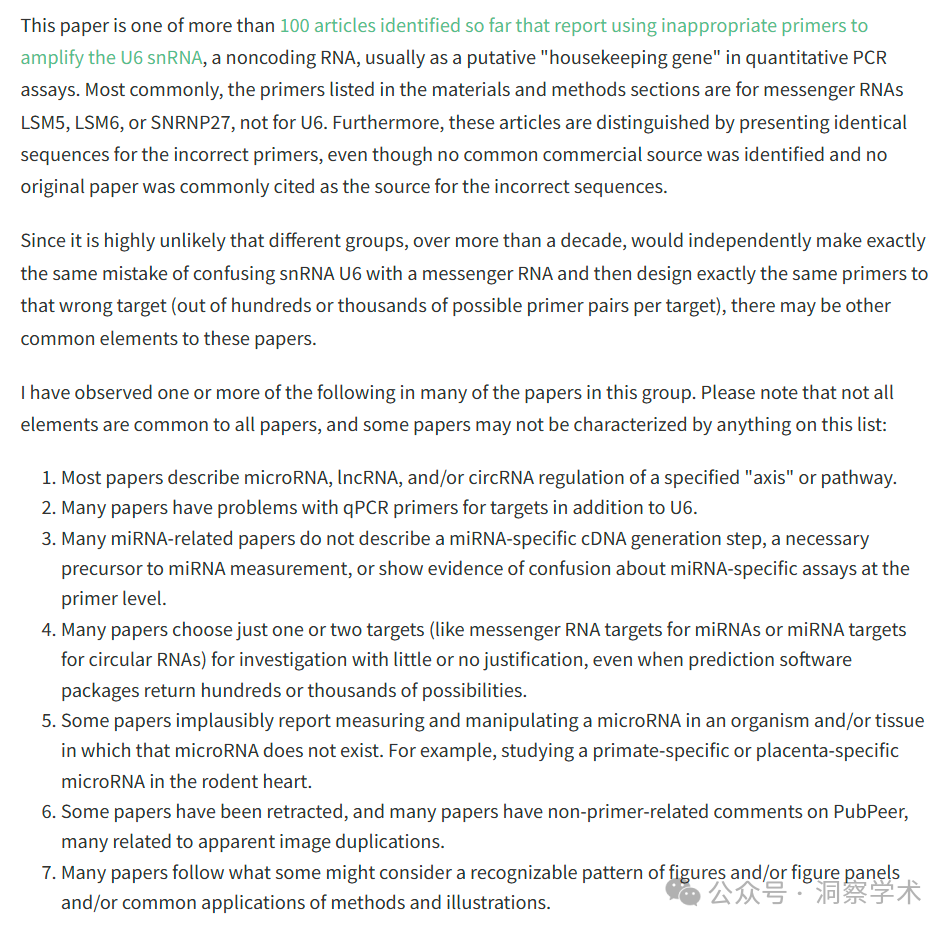 This paper is one of more than 100 articles identified so far that report using inappropriate primers to
amplify the U6 snRNA, a noncoding RNA, usually as a putative "housekeeping gene" in quantitative PCR
assays. Most commonly, the primers listed in the materials and methods sections are for messenger RNAs
LSM5, LSM6, or SNRNP27, not for U6. Furthermore, these articles are distinguished by presenting identical
sequences for the incorrect primers, even though no common commercial source was identified and no
original paper was commonly cited as the source for the incorrect sequences.
Since it is highly unlikely that different groups, over more than a decade, would independently make exactly
the same mistake of confusing snRNA U6 with a messenger RNA and then design exactly the same primers to
that wrong target (out of hundreds or thousands of possible primer pairs per target), there may be other
common elements to these papers.
I have observed one or more of the following in many of the papers in this group. Please note that not all
elements are common to all papers, and some papers may not be characterized by anything on this list:
1. Most papers describe microRNA, lncRNA, and/or circRNA regulation of a specified "axis" or pathway.
2. Many papers have problems with qPCR primers for targets in addition to U6.
3. Many miRNA-related papers do not describe a miRNA-specific cDNA generation step, a necessary
precursor to miRNA measurement, or show evidence of confusion about miRNA-specific assays at the
primer level.
4. Many papers choose just one or two targets (like messenger RNA targets for miRNAs or miRNA targets
for circular RNAs) for investigation with little or no justification, even when prediction software
packages return hundreds or thousands of possibilities.
5. Some papers implausibly report measuring and manipulating a microRNA in an organism and/or tissue
in which that microRNA does not exist. For example, studying a primate-specific or placenta-specific
microRNA in the rodent heart.
6. Some papers have been retracted, and many papers have non-primer-related comments on PubPeer,
many related to apparent image duplications.
7. Many papers follow what some might consider a recognizable pattern of figures and/or figure panels
and/or common applications of methods and illustrations.
公众号 · 洞察学术